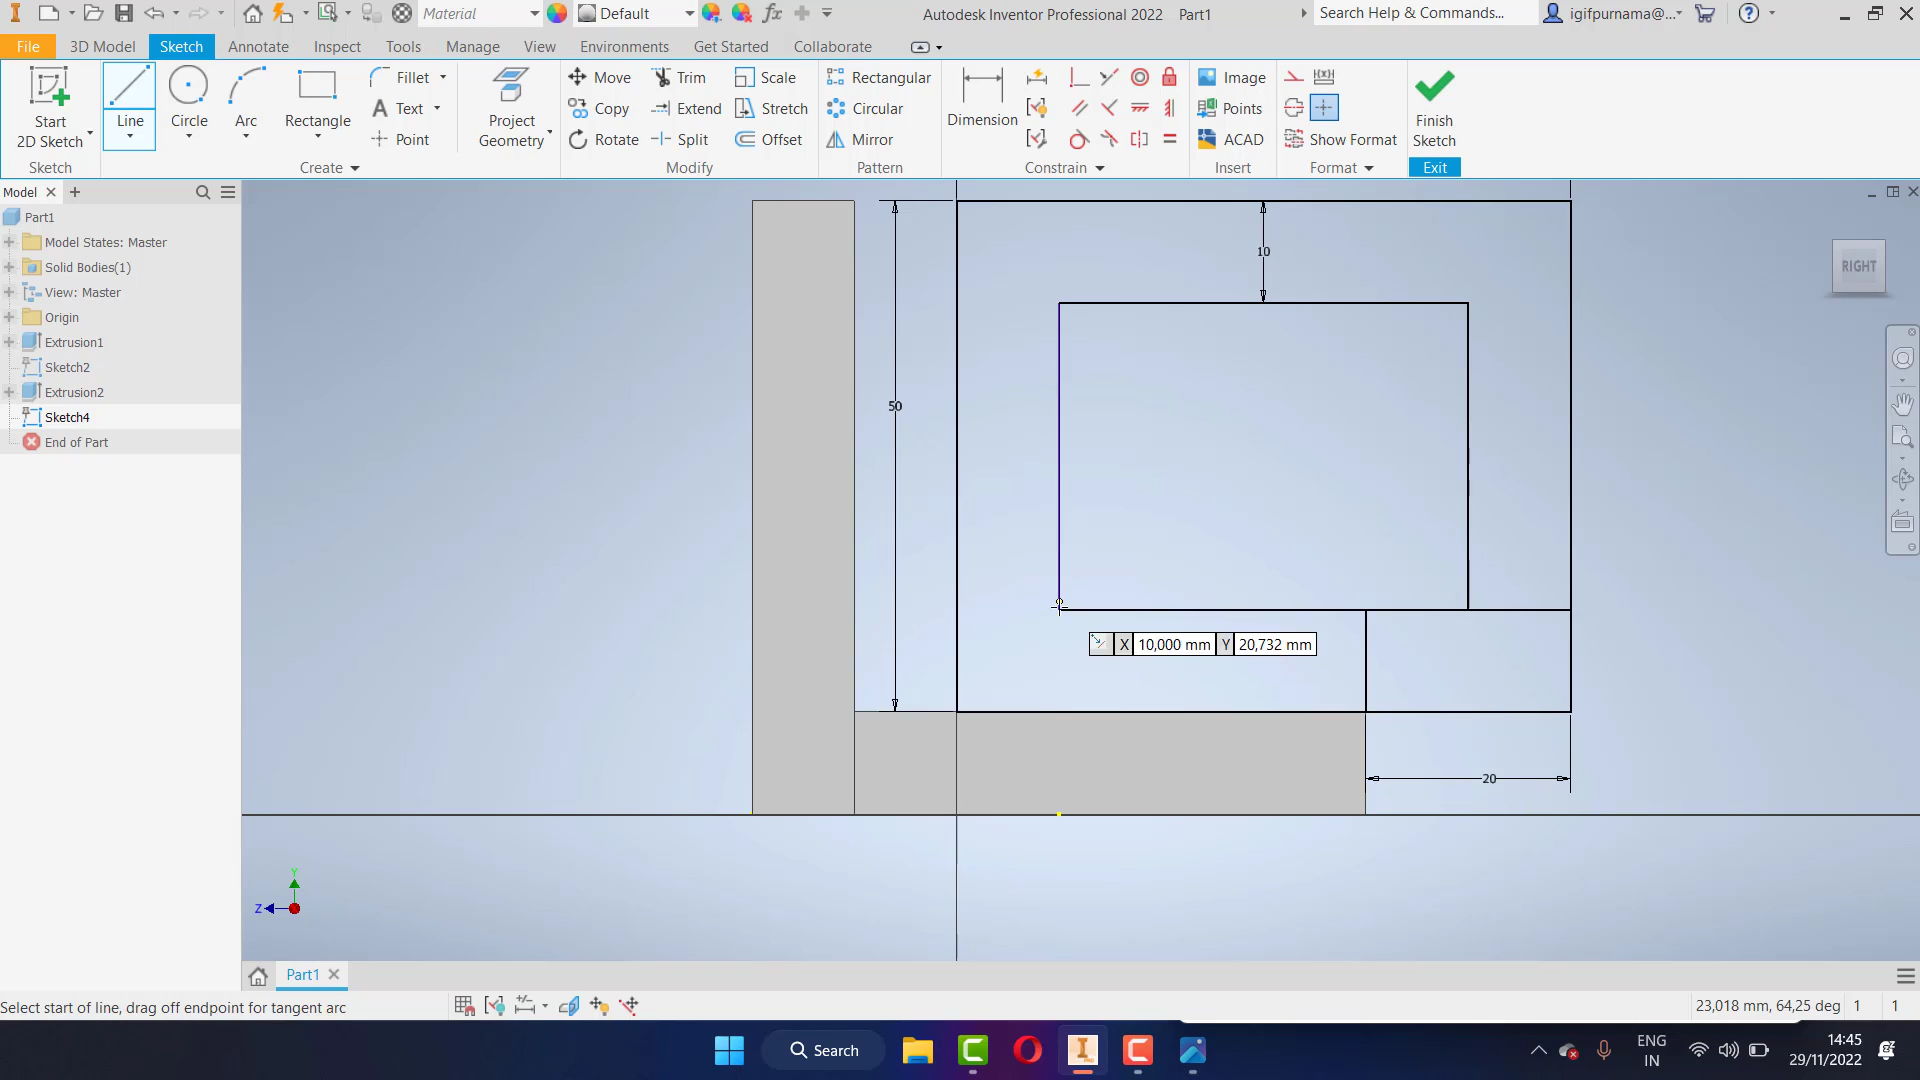 Material
Default
Autodesk Inventor Professional 2022 Part1
Search Help & Commands...
igifpurnama@...
File 3D Model Sketch Annotate Inspect Tools Manage View Environments Get Started Collaborate
Start
2D Sketch
Line
Circle
Arc
Rectangle
Fillet
Text
Point
Project
Geometry
Move
Copy
Rotate
Trim
Extend
Split
Scale
Stretch
Offset
Rectangular
Circular
Mirror
Dimension
Image
Points
ACAD
Show Format
Finish
Sketch
Sketch
Create
Modify
Pattern
Constrain
Insert
Format
Exit
Model
Part1
Model States: Master
Solid Bodies(1)
View: Master
Origin
Extrusion1
Sketch2
Extrusion2
Sketch4
End of Part
10
50
20
X 10,000 mm Y 20,732 mm
RIGHT
Y
Z
Part1
Select start of line, drag off endpoint for tangent arc
23,018 mm, 64,25 deg 1 1
Search
ENG
IN
14:45
29/11/2022